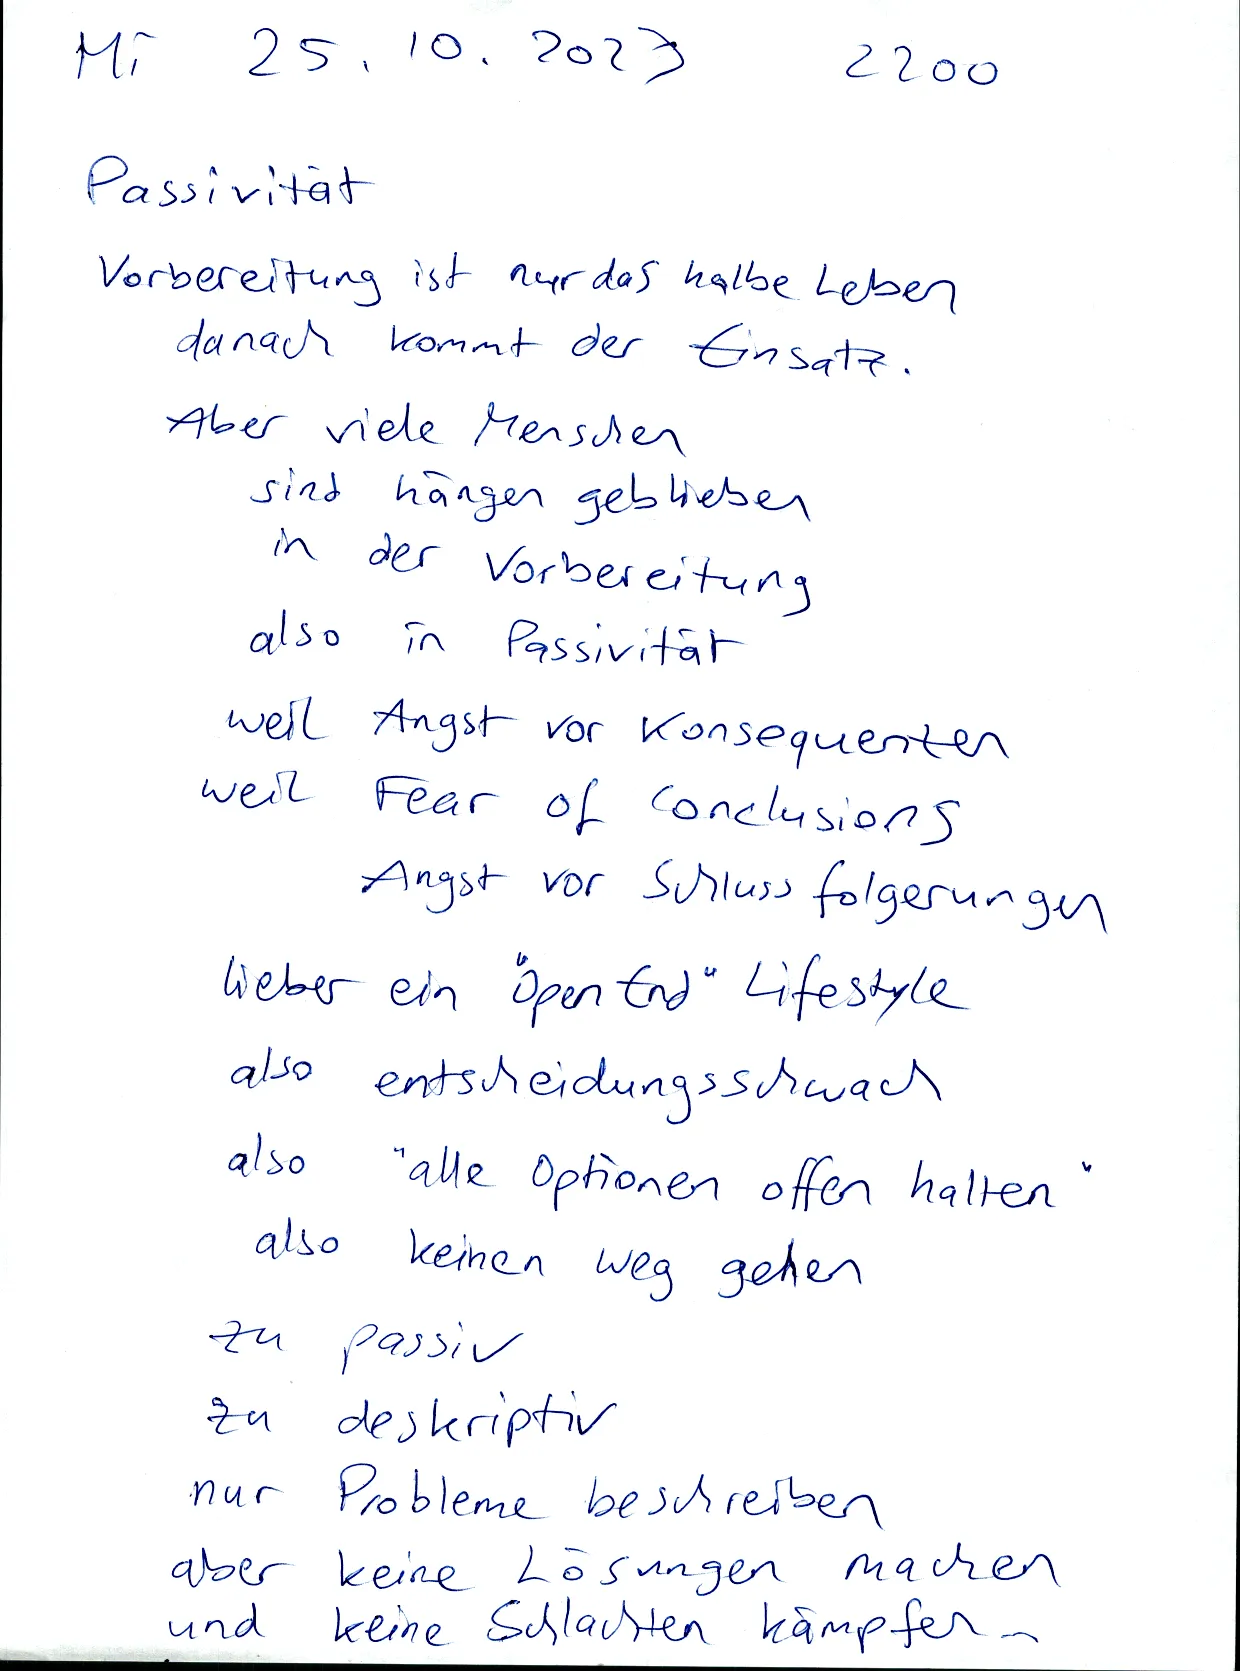 Mi 25.10.2023 2200
Passivität
Vorbereitung ist nur das halbe Leben
danach kommt der Einsatz.
Aber viele Menschen
sind hängen geblieben
in der Vorbereitung
also in Passivität
weil Angst vor Konsequenzen
weil Fear of Conclusions
Angst vor Schlussfolgerungen
lieber ein "Open End" Lifestyle
also entscheidungsschwach
also "alle Optionen offen halten"
also keinen Weg gehen
zu passiv
zu deskriptiv
nur Probleme beschreiben
aber keine Lösungen machen
und keine Schlachten kämpfen